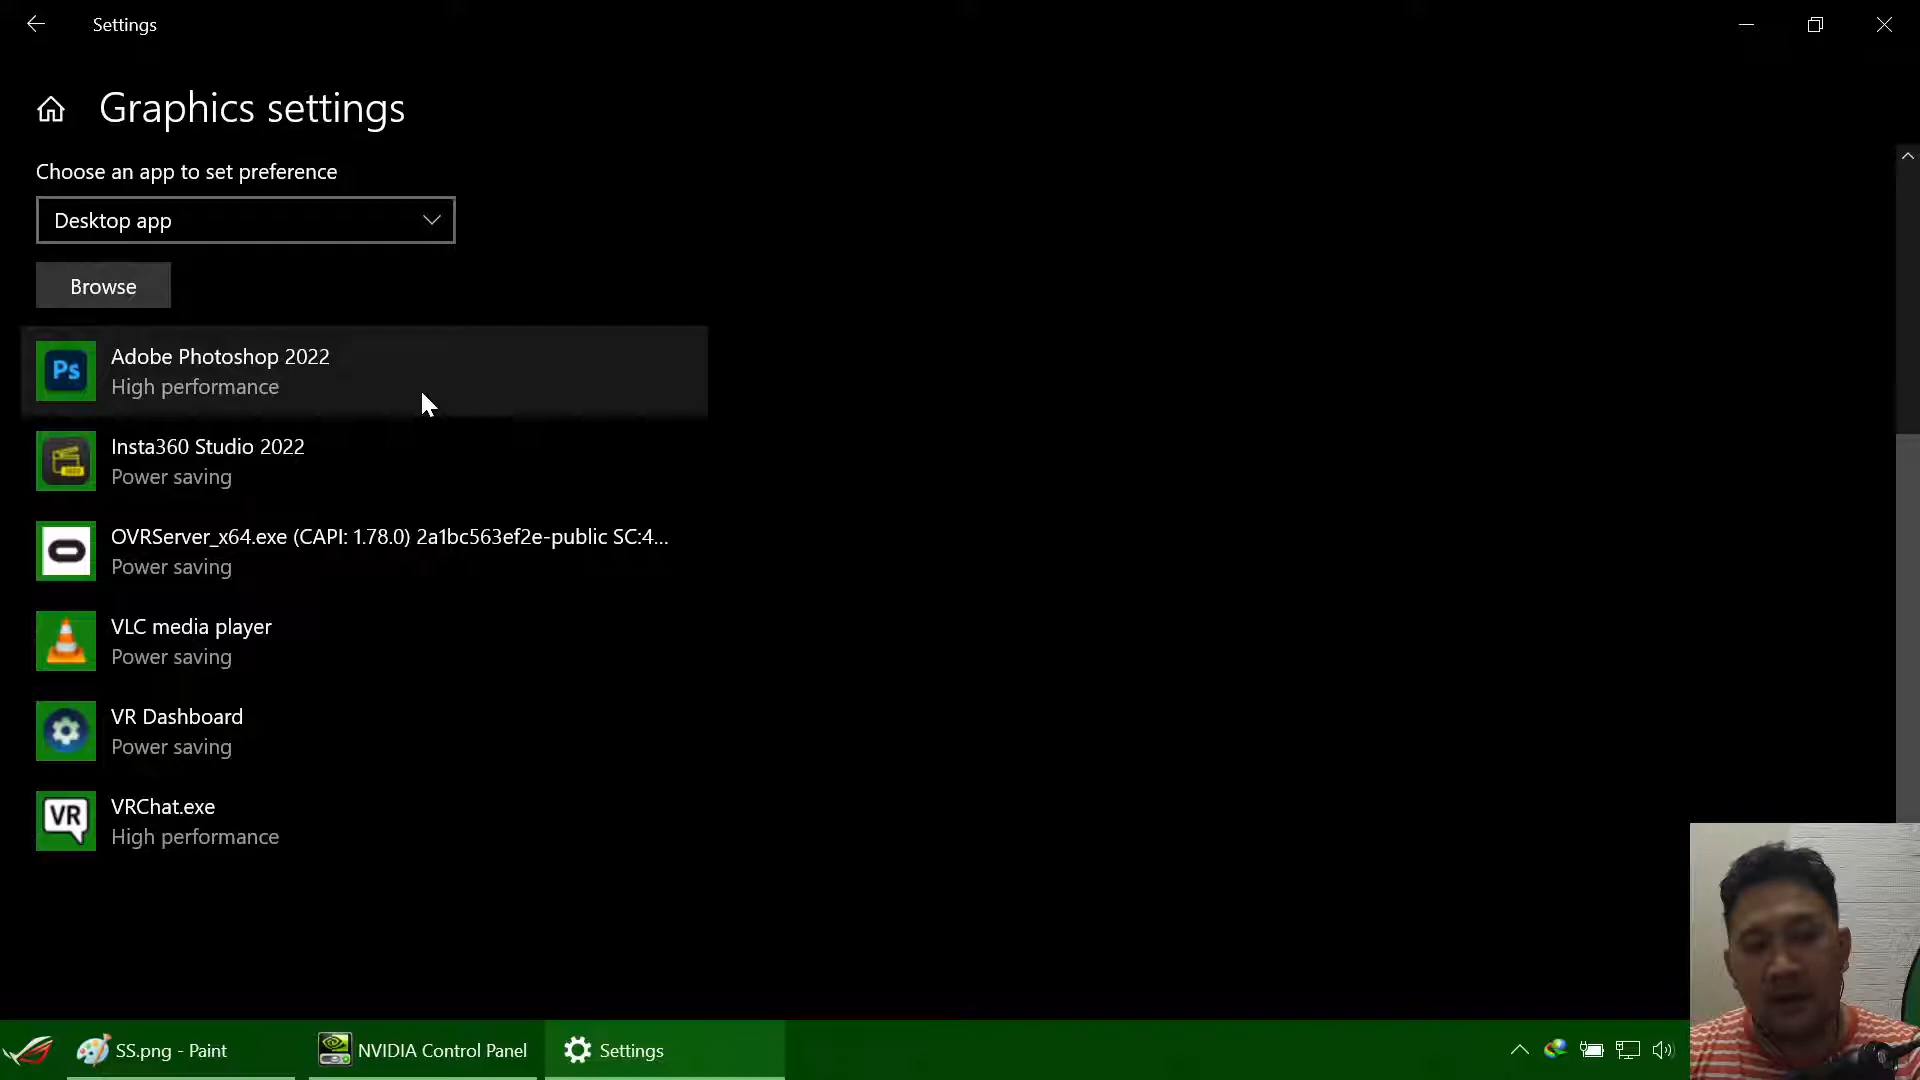 Settings
Graphics settings
Choose an app to set preference
Desktop app
Browse
Ps
Adobe Photoshop 2022
High performance
Insta360 Studio 2022
Power saving
OVRServer_x64.exe (CAPI: 1.78.0) 2a1bc563ef2e-public SC:4...
Power saving
VLC media player
Power saving
VR Dashboard
Power saving
VR
VRChat.exe
High performance
SS.png - Paint
NVIDIA Control Panel
Settings